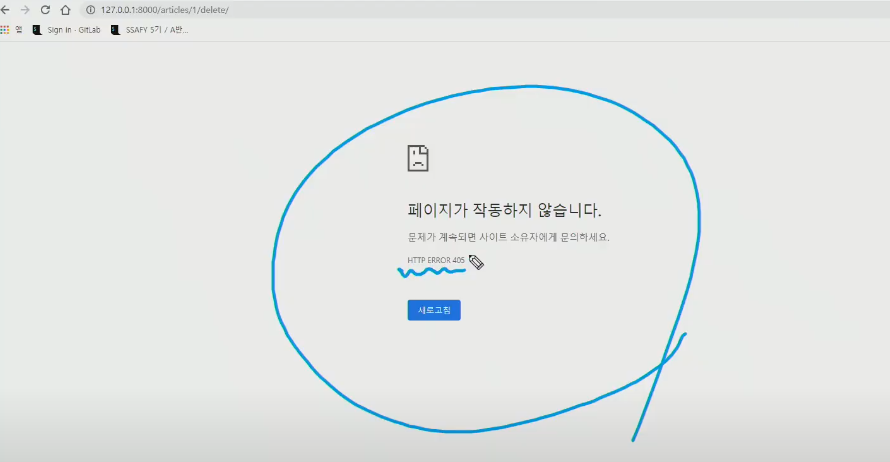 127.0.0.1:8000/articles/1/delete/
앱 Sign in · GitLab SSAFY 5기 / A반...
페이지가 작동하지 않습니다.
문제가 계속되면 사이트 소유자에게 문의하세요.
HTTP ERROR 405
새로고침